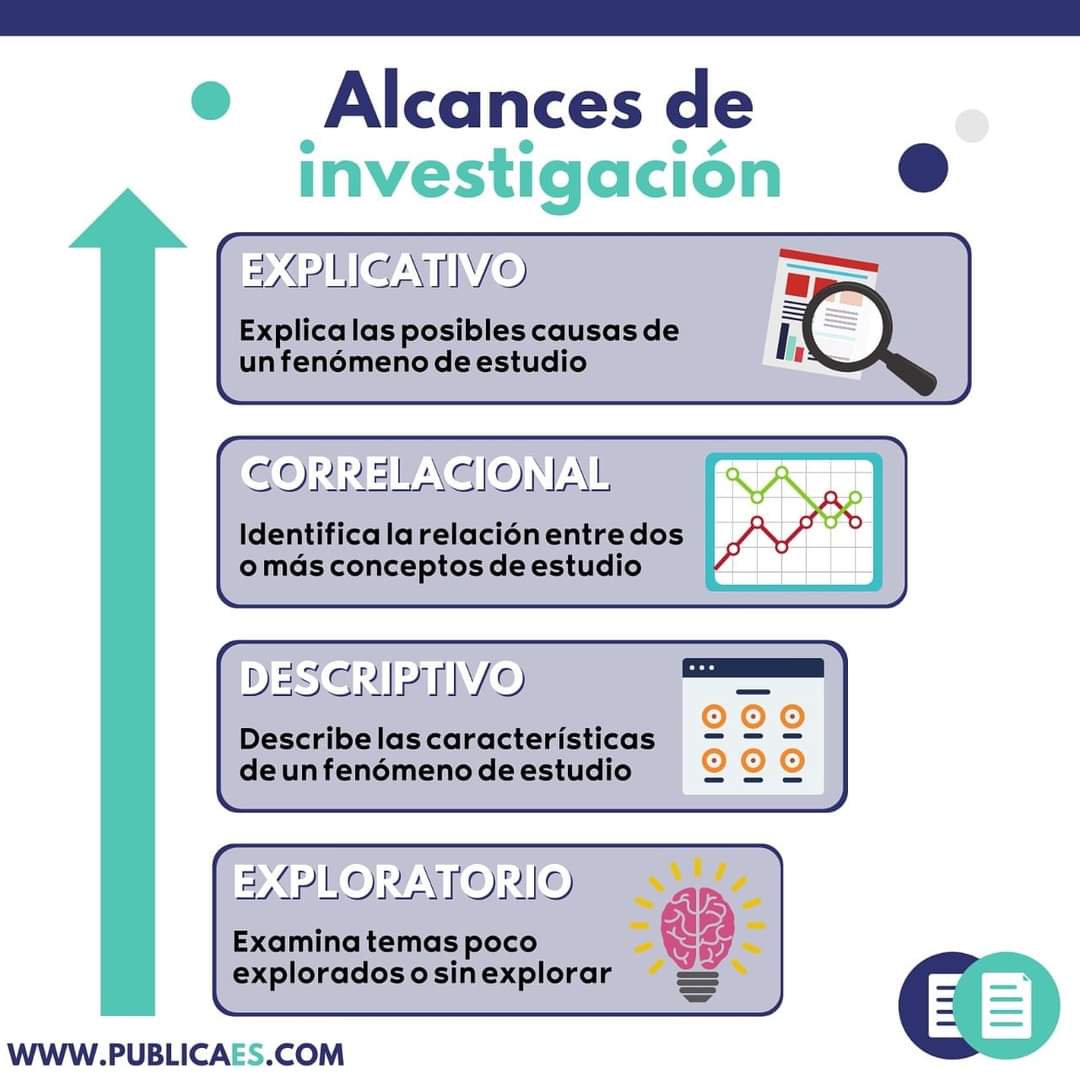 Alcances de
investigación
EXPLICATIVO
Explica las posibles causas de
un fenómeno de estudio
CORRELACIONAL
Identifica la relación entre dos
o más conceptos de estudio
DESCRIPTIVO
Describe las características
de un fenómeno de estudio
EXPLORATORIO
Examina temas poco
explorados o sin explorar
WWW.PUBLICAES.COM